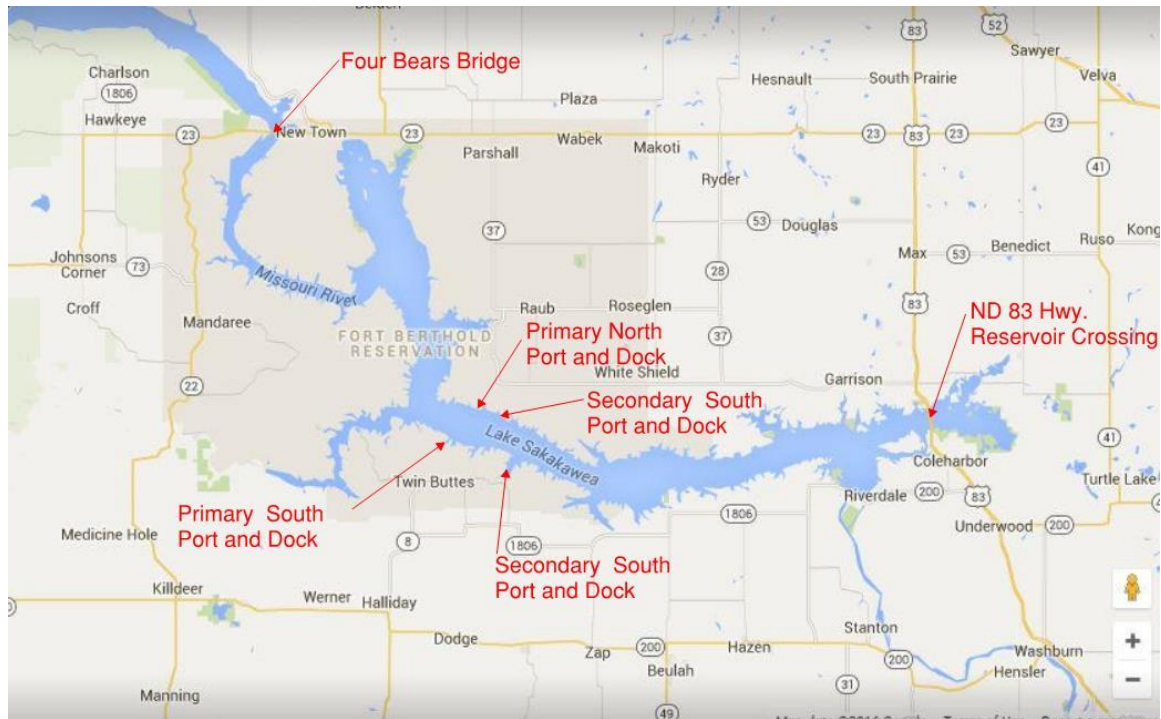 Belden
83
52
Sawyer
Four Bears Bridge
Charlson
1806
Hawkeye
Hesnault
South Prairie
Velva
Plaza
23
New Town
23
Wabek
Makoti
23
83
23
23
Parshall
41
Ryder
37
53
Douglas
Benedict
Ruso
Kong
Max
53
Johnsons
Corner
73
28
Croff
Missouri River
83
Mandaree
Raub
Roseglen
ND 83 Hwy.
Reservoir Crossing
FORT BERTHOLD
RESERVATION
Primary North
Port and Dock
37
White Shield
Garrison
22
Secondary South
Port and Dock
Lake Sakakawea
41
Coleharbor
Twin Buttes
Turtle Lake
Riverdale
200
83
Primary South
Port and Dock
1806
Underwood
200
Medicine Hole
8
1806
Secondary South
Port and Dock
Killdeer
Werner
Halliday
Stanton
Dodge
200
Hazen
Zap
200
Washburn
Beulah
Hensler
31
Manning
49